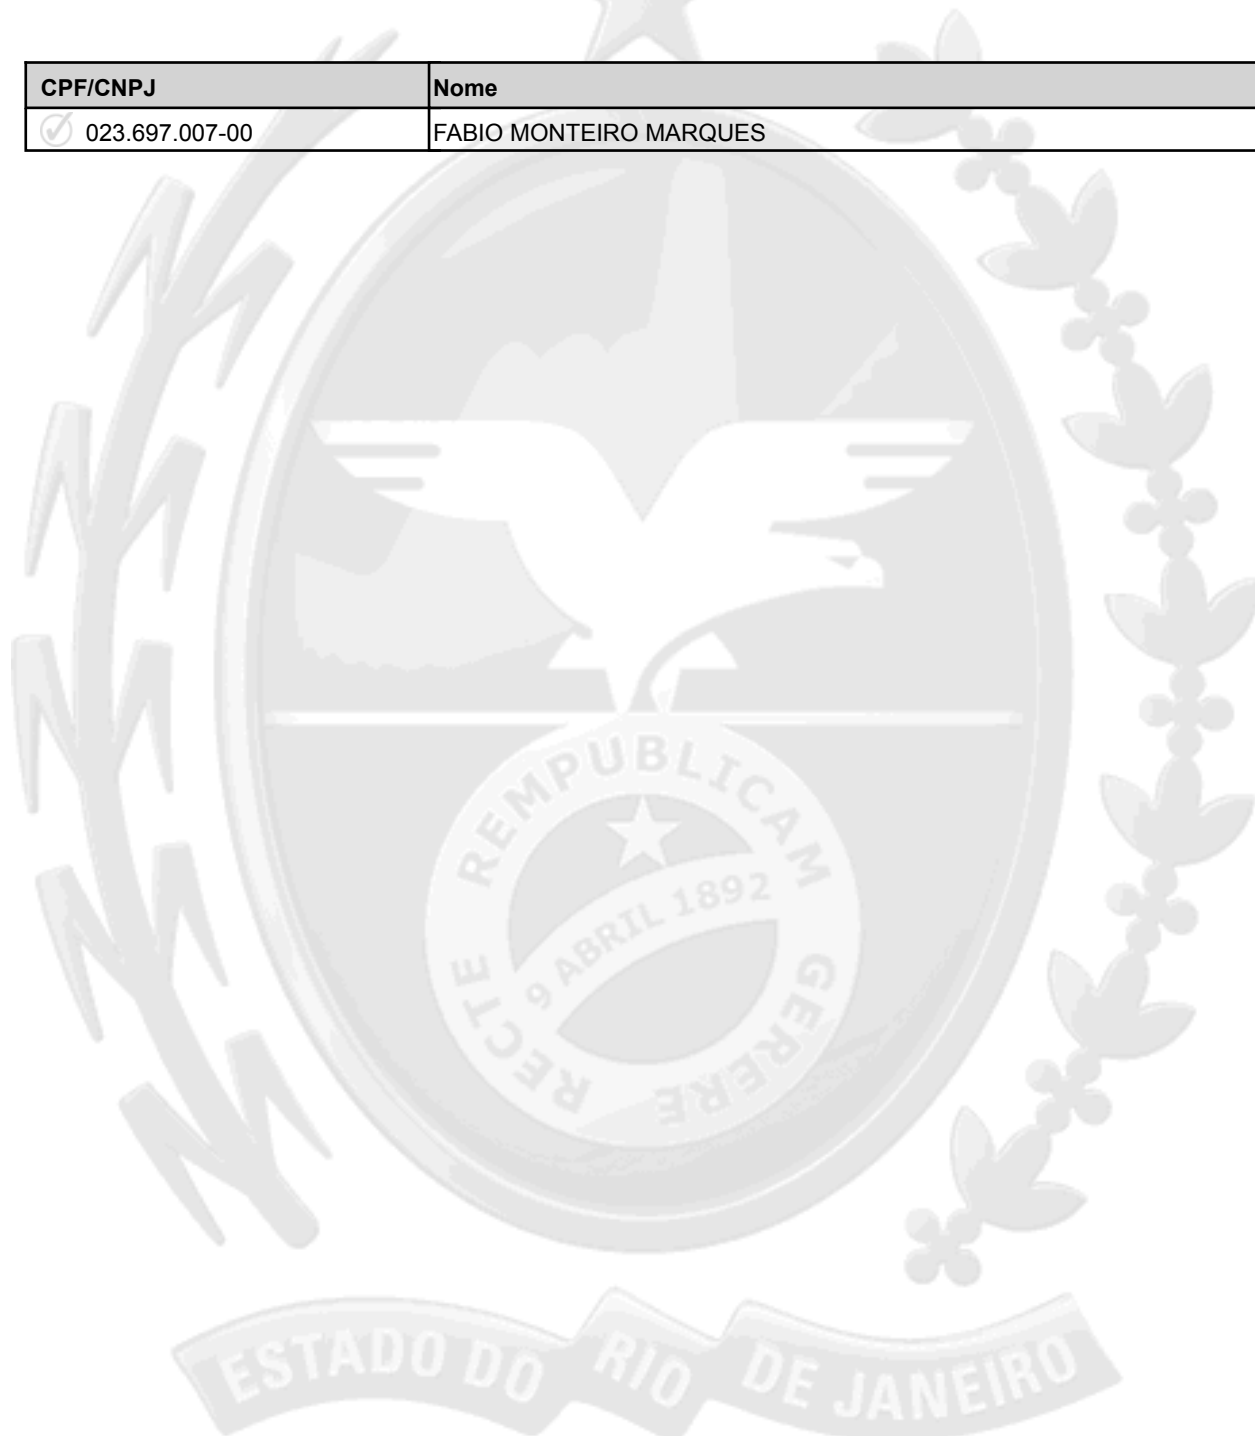 CPF/CNPJ Nome
023.697.007-00 FABIO MONTEIRO MARQUES
REMPUBLICAM
9 ABRIL 1892
RECTE GERERE
ESTADO DO RIO DE JANEIRO